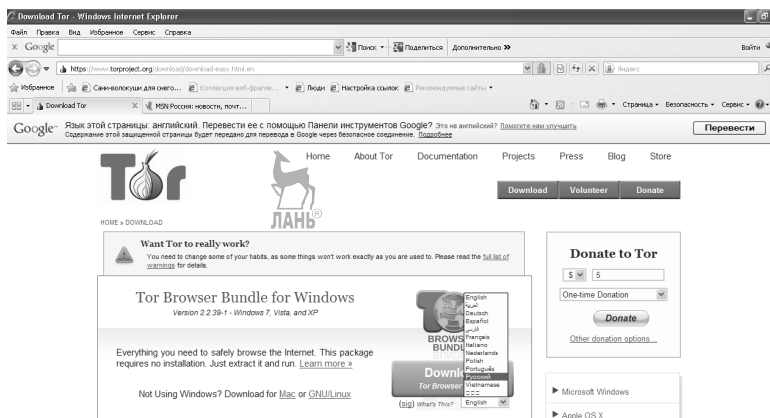 Download Tor - Windows Internet Explorer
Файл Правка Вид Избранное Сервис Справка
x Google Поиск Поделиться Дополнительно » Войти
https://www.torproject.org/download/download-easy.html.en Яндекс
Избранное Сани-волокуши для снего... Коллекция веб-фрагме... Люди Настройка ссылок Рекомендуемые сайты
Download Tor x MSN Россия: новости, почт... Страница Безопасность Сервис
Google Язык этой страницы: английский. Перевести ее с помощью Панели инструментов Google? Это не английский? Помогите нам улучшить Перевести
Содержание этой защищенной страницы будет передано для перевода в Google через безопасное соединение. Подробнее
Tor
Home About Tor Documentation Projects Press Blog Store
Download Volunteer Donate
ЛАНЬ®
HOME » DOWNLOAD
Want Tor to really work?
You need to change some of your habits, as some things won't work exactly as you are used to. Please read the full list of
warnings for details.
Donate to Tor
$ 5
One-time Donation
Donate
Other donation options...
Tor Browser Bundle for Windows
Version 2.2.39-1 - Windows 7, Vista, and XP
Everything you need to safely browse the Internet. This package
requires no installation. Just extract it and run. Learn more »
Not Using Windows? Download for Mac or GNU/Linux
BROWS
BUNDL
Downl
Tor Browser
(sig) What's This? English
English
العربية
Deutsch
Español
فارسی
Français
Italiano
Nederlands
Polish
Português
Русский
Vietnamese
Microsoft Windows
Apple OS X